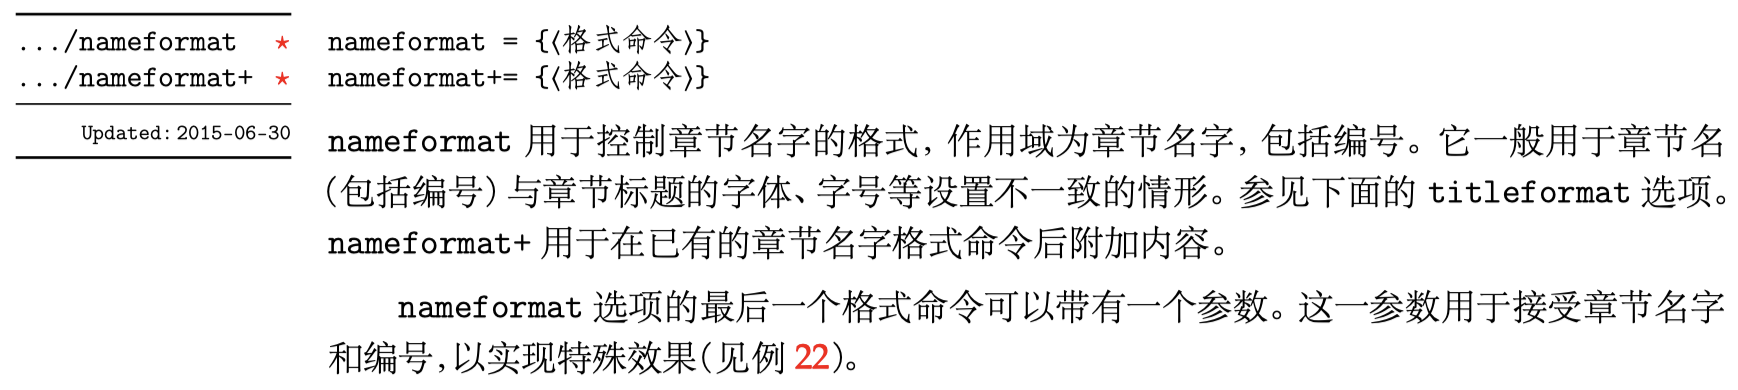 .../nameformat ⋆
.../nameformat+ ⋆
Updated: 2015-06-30
nameformat = {⟨格式命令⟩}
nameformat+= {⟨格式命令⟩}
nameformat 用于控制章节名字的格式，作用域为章节名字，包括编号。它一般用于章节名
（包括编号）与章节标题的字体、字号等设置不一致的情形。参见下面的 titleformat 选项。
nameformat+ 用于在已有的章节名字格式命令后附加内容。
nameformat 选项的最后一个格式命令可以带有一个参数。这一参数用于接受章节名字
和编号，以实现特殊效果（见例 22）。